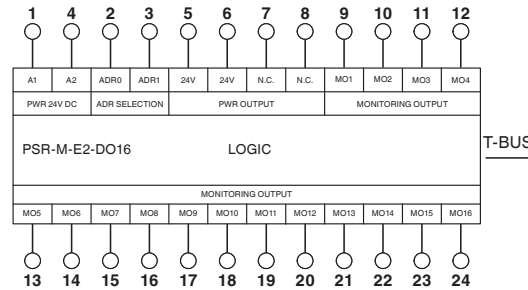 1 4 2 3 5 6 7 8 9 10 11 12
A1 A2 ADR0 ADR1 24V 24V N.C. N.C. MO1 MO2 MO3 MO4
PWR 24V DC ADR SELECTION PWR OUTPUT MONITORING OUTPUT
PSR-M-E2-DO16 LOGIC T-BUS
MONITORING OUTPUT
MO5 MO6 MO7 MO8 MO9 MO10 MO11 MO12 MO13 MO14 MO15 MO16
13 14 15 16 17 18 19 20 21 22 23 24